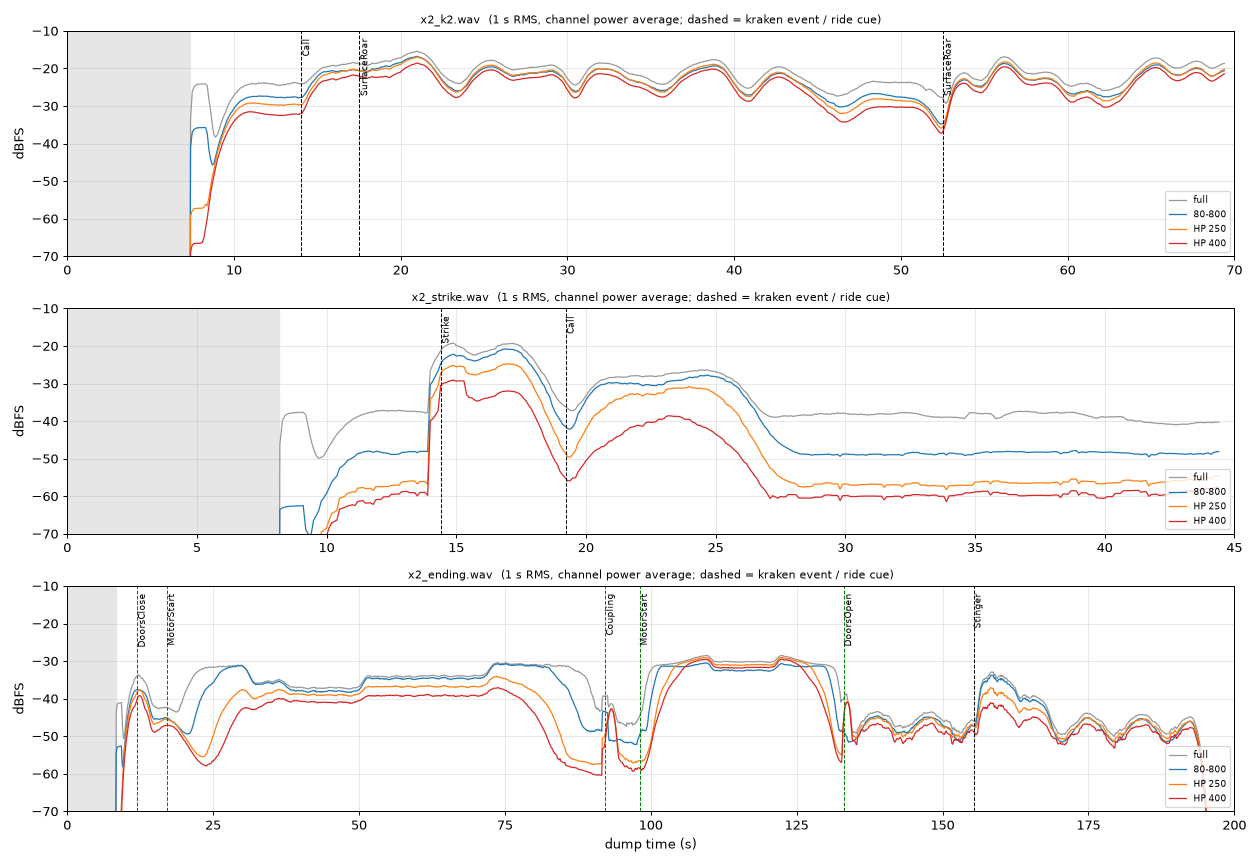 x2_k2.wav  (1 s RMS, channel power average; dashed = kraken event / ride cue)
−10
−20
−30
−40
−50
−60
−70
dBFS
Call
SurfaceRoar
SurfaceRoar
full
80-800
HP 250
HP 400
0 10 20 30 40 50 60 70
x2_strike.wav  (1 s RMS, channel power average; dashed = kraken event / ride cue)
−10
−20
−30
−40
−50
−60
−70
dBFS
Strike
Call
full
80-800
HP 250
HP 400
0 5 10 15 20 25 30 35 40 45
x2_ending.wav  (1 s RMS, channel power average; dashed = kraken event / ride cue)
−10
−20
−30
−40
−50
−60
−70
dBFS
DoorsClose
MotorStart
Coupling
MotorStart
DoorsOpen
Stinger
full
80-800
HP 250
HP 400
0 25 50 75 100 125 150 175 200
dump time (s)